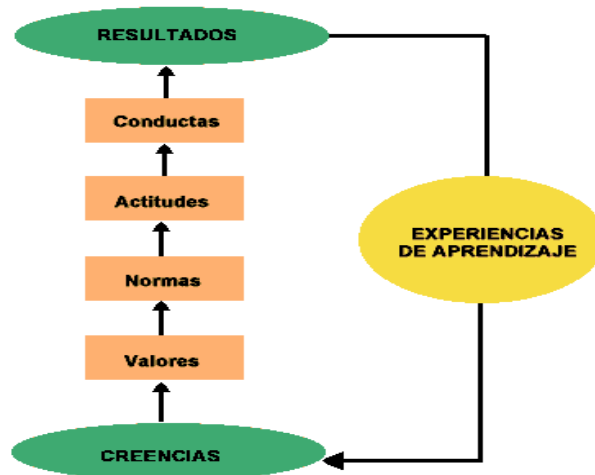 RESULTADOS
Conductas
Actitudes
EXPERIENCIAS
DE APRENDIZAJE
Normas
Valores
CREENCIAS